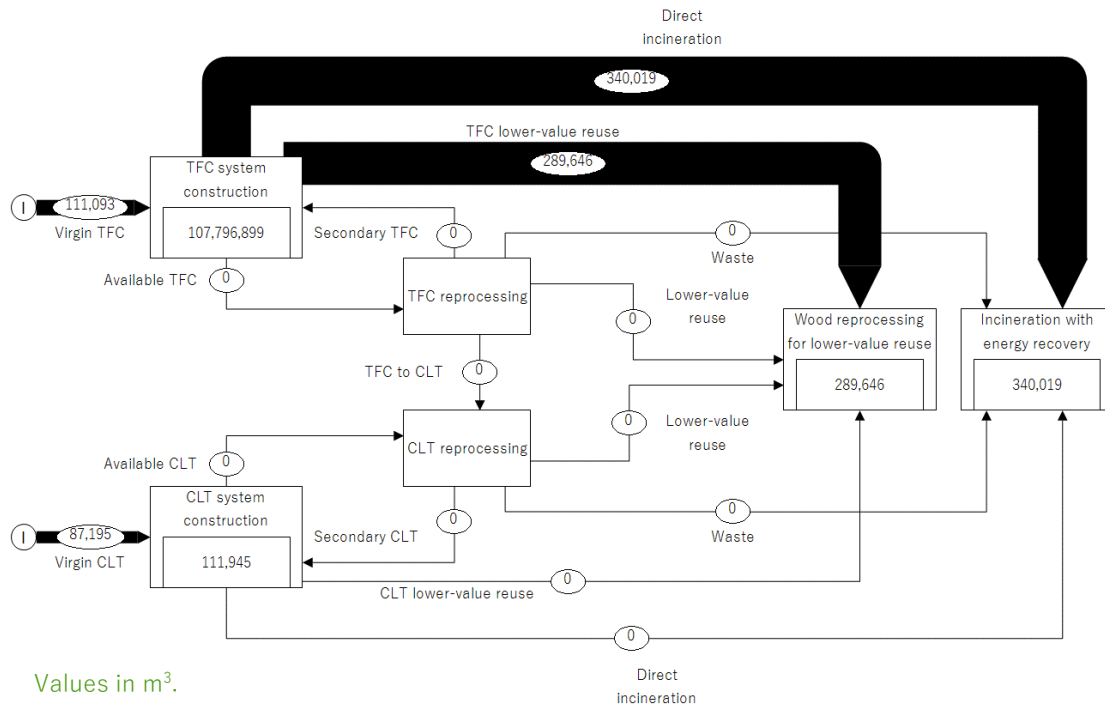 Direct
incineration
340,019
TFC lower-value reuse
289,646
TFC system
construction
107,796,899
I
111,093
Virgin TFC
Secondary TFC
0
0
Waste
Available TFC
0
TFC reprocessing
Lower-value
reuse
0
Wood reprocessing
for lower-value reuse
289,646
Incineration with
energy recovery
340,019
TFC to CLT
0
CLT reprocessing
0
Lower-value
reuse
Available CLT
0
CLT system
construction
111,945
I
87,195
Virgin CLT
Secondary CLT
0
0
Waste
CLT lower-value reuse
0
0
Direct
incineration
Values in m³.